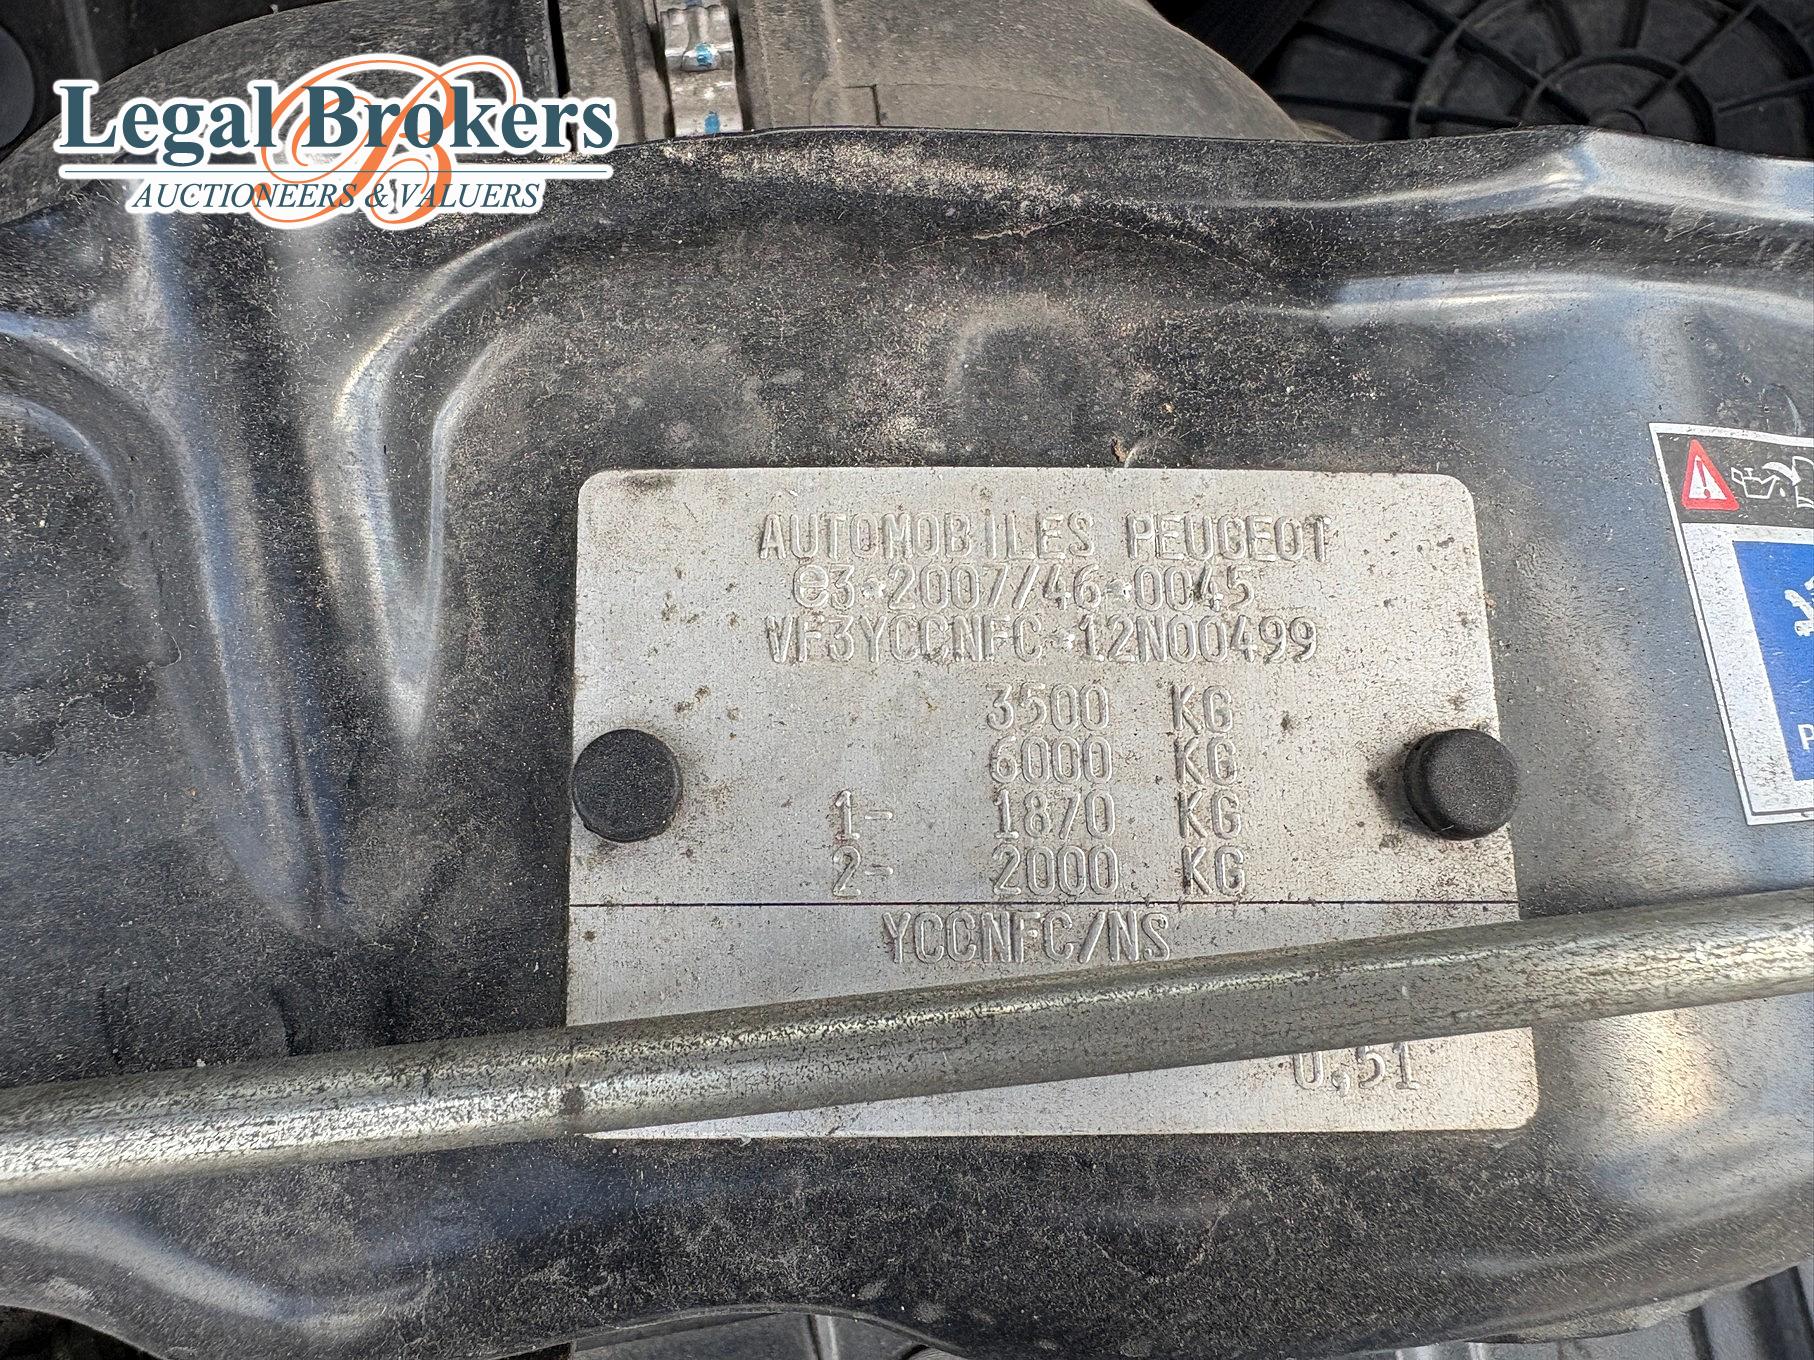 Legal Brokers
AUCTIONEERS & VALUERS
AUTOMOBILES PEUGEOT
e3*2007/46*0045
VF3YCCNFC*12N00499
3500 KG
6000 KG
1- 1870 KG
2- 2000 KG
YCCNFC/NS
0,51